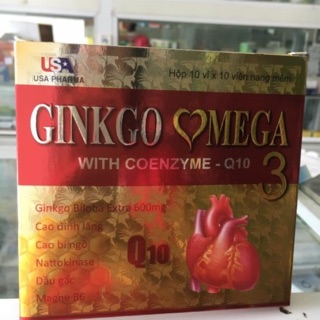 USA
USA PHARMA
Hộp 10 vỉ x 10 viên nang mềm
GINKGO OMEGA
3
WITH COENZYME - Q10
Ginkgo Biloba Extra 600mg
Cao đinh lăng
Cao bí ngô
Nattokinase
Dầu gấc
Magne B6
Q10